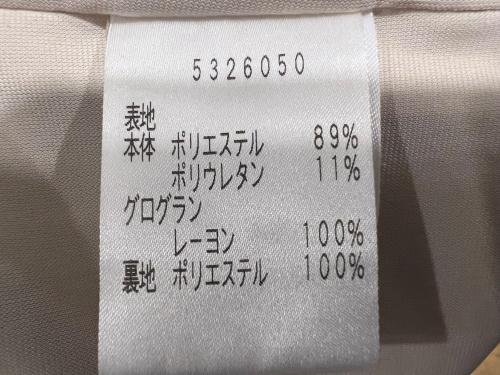 5326050
表地
本体 ポリエステル 89%
ポリウレタン 11%
グログラン
レーヨン 100%
裏地 ポリエステル 100%